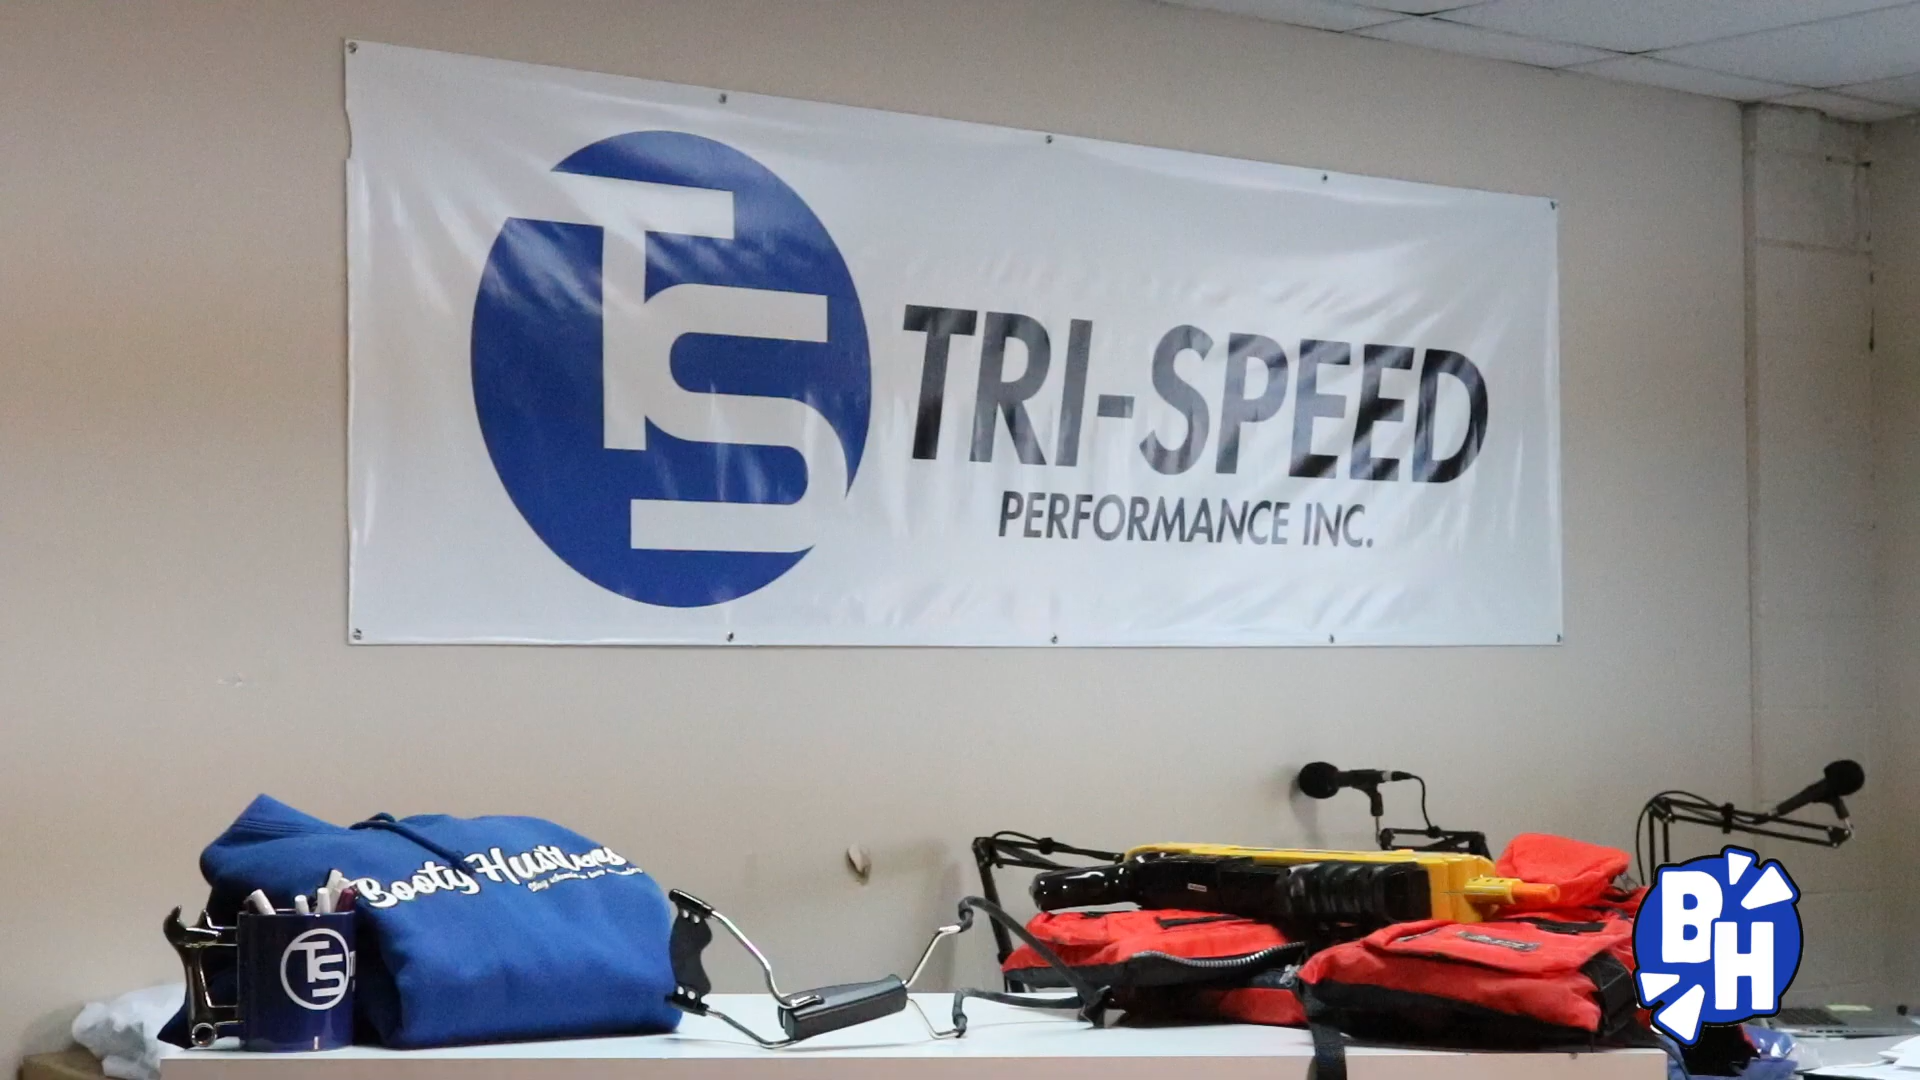 TS
TRI-SPEED
PERFORMANCE INC.
Booty Hustlers
TS
BH